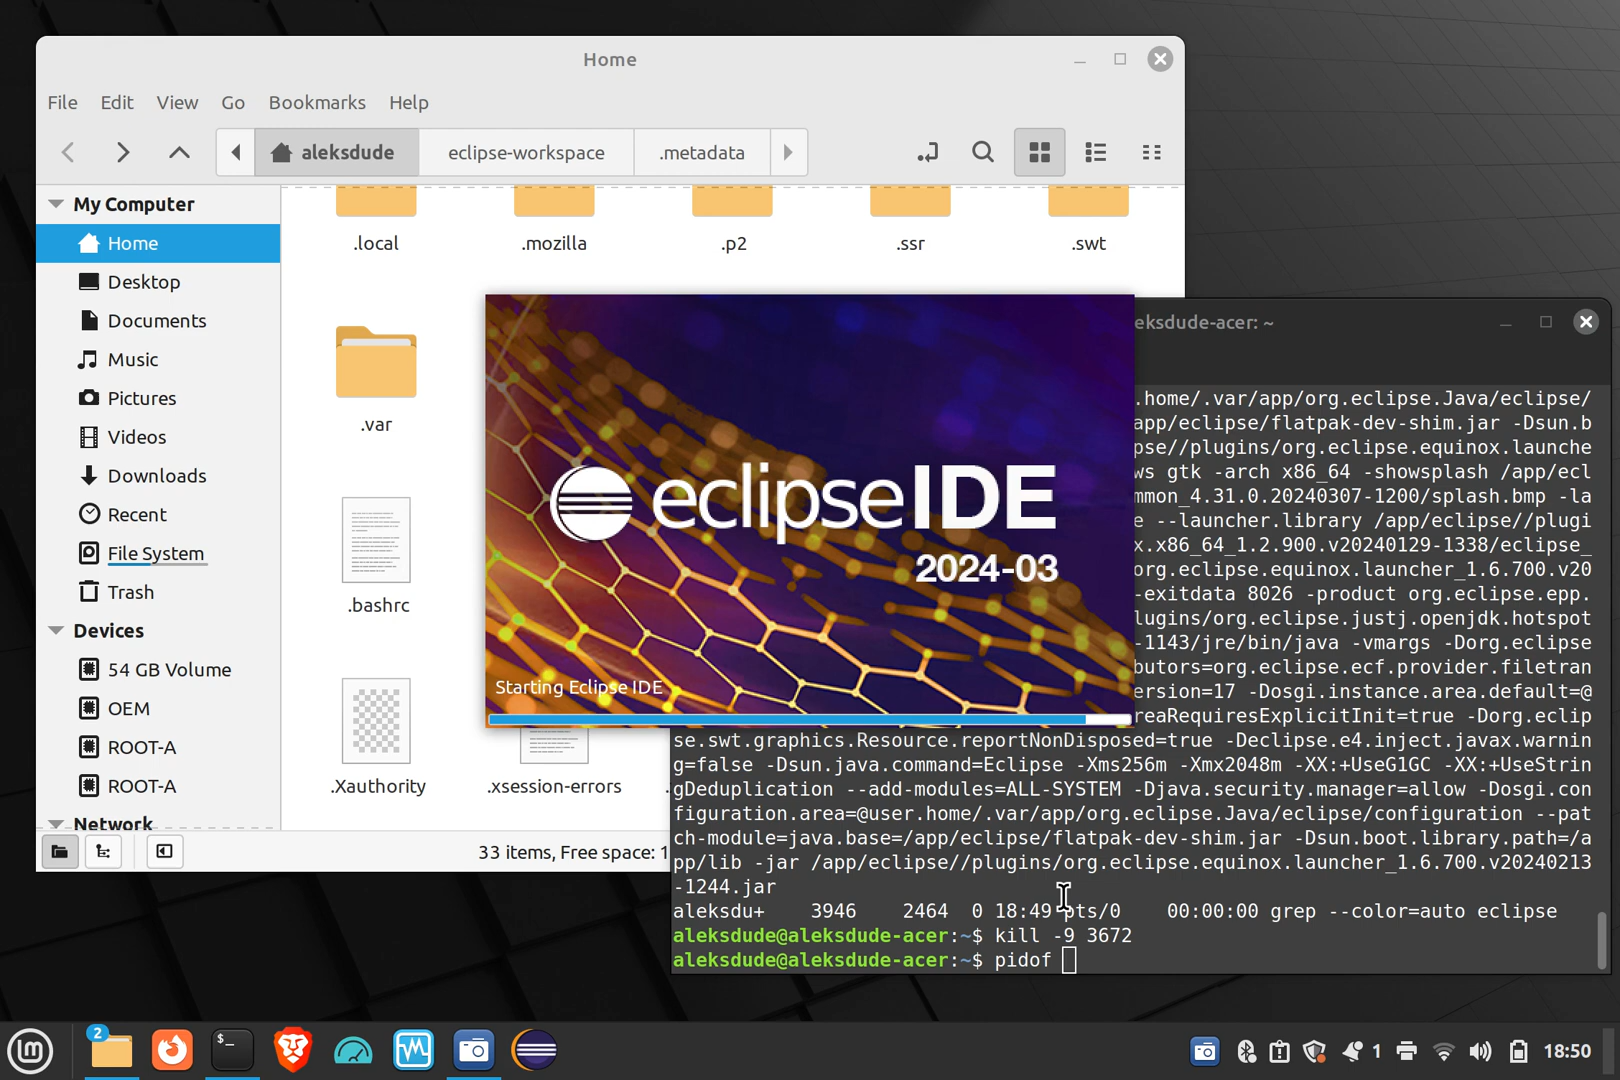 Home
File Edit View Go Bookmarks Help
aleksdude eclipse-workspace .metadata
My Computer
Home
Desktop
Documents
Music
Pictures
Videos
Downloads
Recent
File System
Trash
Devices
54 GB Volume
OEM
ROOT-A
ROOT-A
Network
.local .mozilla .p2 .ssr .swt
.var
.bashrc
.Xauthority .xsession-errors
33 items, Free space: 1
eclipse IDE
2024-03
Starting Eclipse IDE
eksdude-acer: ~
.home/.var/app/org.eclipse.Java/eclipse/
app/eclipse/flatpak-dev-shim.jar -Dsun.b
pse//plugins/org.eclipse.equinox.launche
ws gtk -arch x86_64 -showsplash /app/ecl
mmon_4.31.0.20240307-1200/splash.bmp -la
e --launcher.library /app/eclipse//plugi
x.x86_64_1.2.900.v20240129-1338/eclipse_
org.eclipse.equinox.launcher_1.6.700.v20
-exitdata 8026 -product org.eclipse.epp.
lugins/org.eclipse.justj.openjdk.hotspot
-1143/jre/bin/java -vmargs -Dorg.eclipse
butors=org.eclipse.ecf.provider.filetran
ersion=17 -Dosgi.instance.area.default=@
reaRequiresExplicitInit=true -Dorg.eclip
se.swt.graphics.Resource.reportNonDisposed=true -Declipse.e4.inject.javax.warnin
g=false -Dsun.java.command=Eclipse -Xms256m -Xmx2048m -XX:+UseG1GC -XX:+UseStrin
gDeduplication --add-modules=ALL-SYSTEM -Djava.security.manager=allow -Dosgi.con
figuration.area=@user.home/.var/app/org.eclipse.Java/eclipse/configuration --pat
ch-module=java.base=/app/eclipse/flatpak-dev-shim.jar -Dsun.boot.library.path=/a
pp/lib -jar /app/eclipse//plugins/org.eclipse.equinox.launcher_1.6.700.v20240213
-1244.jar
aleksdu+ 3946 2464 0 18:49 pts/0 00:00:00 grep --color=auto eclipse
aleksdude@aleksdude-acer:~$ kill -9 3672
aleksdude@aleksdude-acer:~$ pidof
2
$_
1
18:50